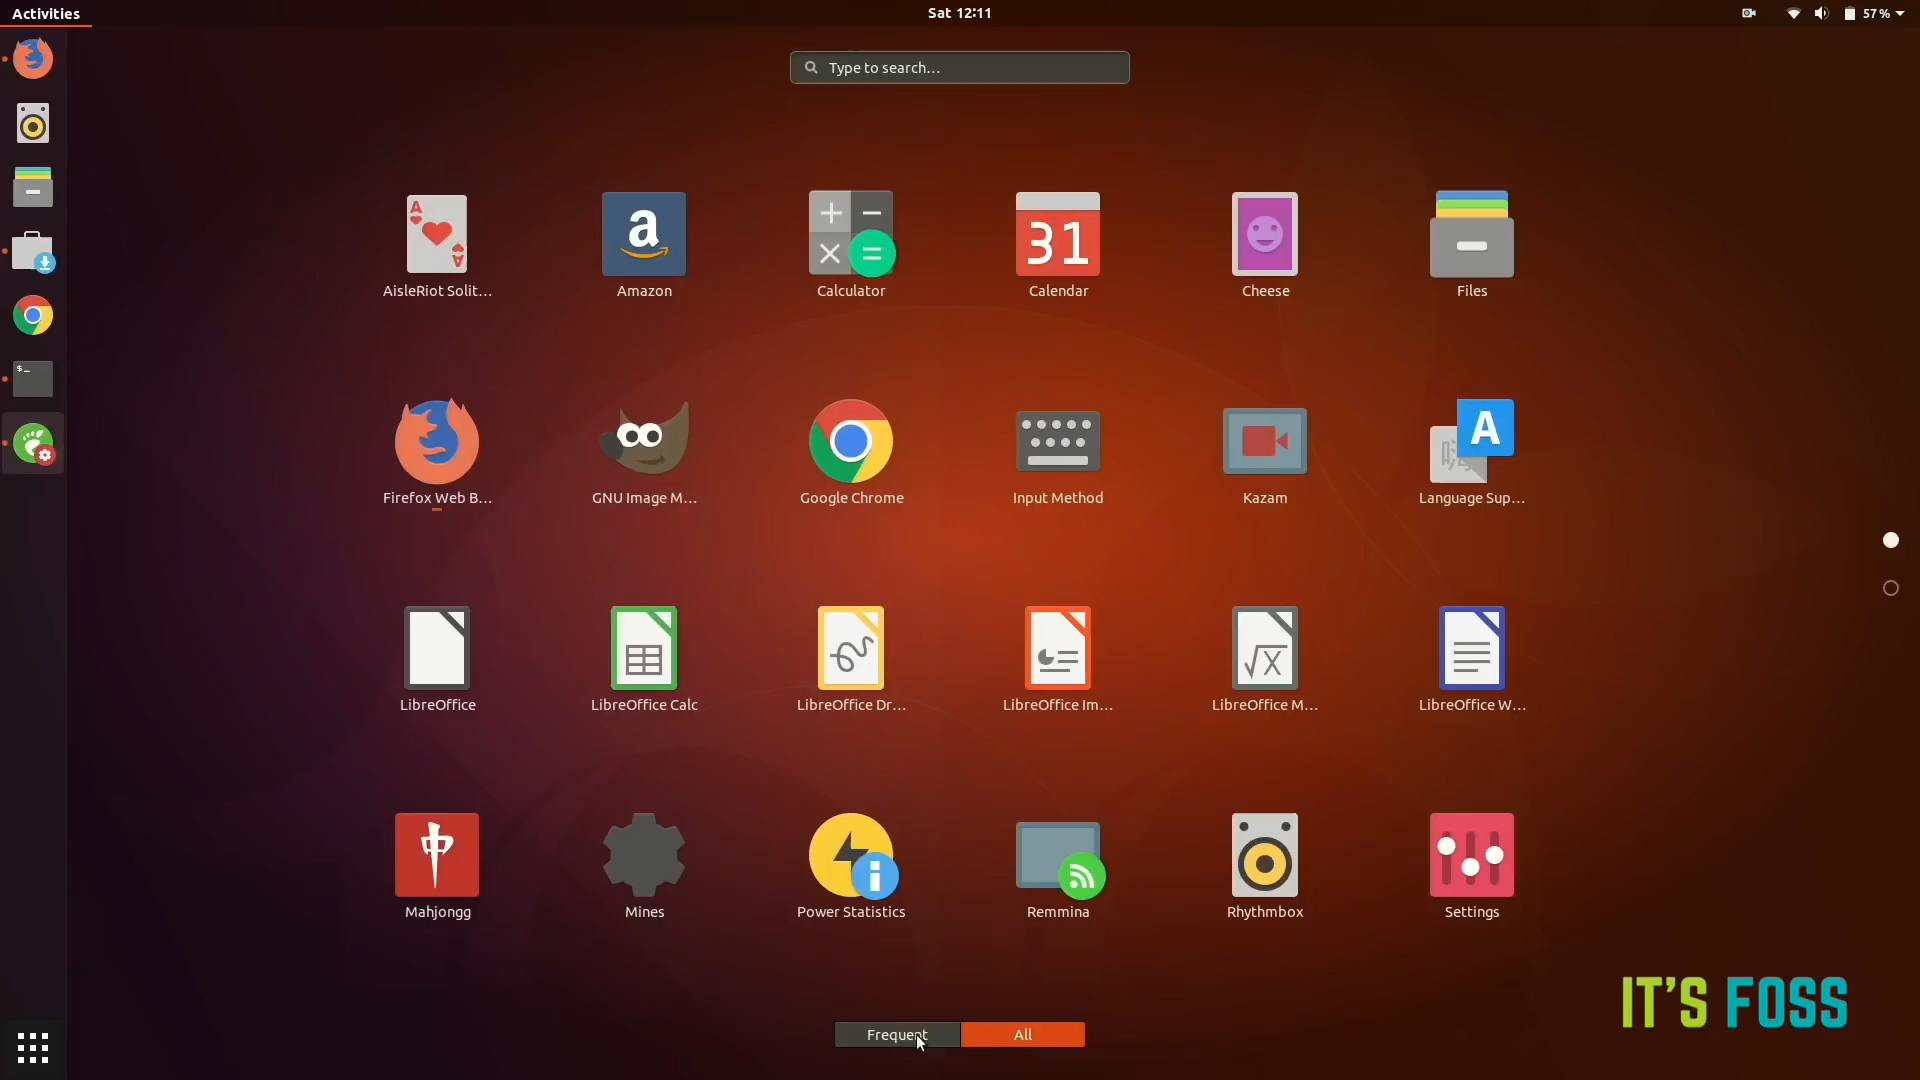 Activities
Sat 12:11
57 %
Type to search...
31
AisleRiot Solit...
Amazon
Calculator
Calendar
Cheese
Files
Firefox Web B...
GNU Image M...
Google Chrome
Input Method
Kazam
Language Sup...
LibreOffice
LibreOffice Calc
LibreOffice Dr...
LibreOffice Im...
LibreOffice M...
LibreOffice W...
Mahjongg
Mines
Power Statistics
Remmina
Rhythmbox
Settings
IT'S FOSS
Frequent
All